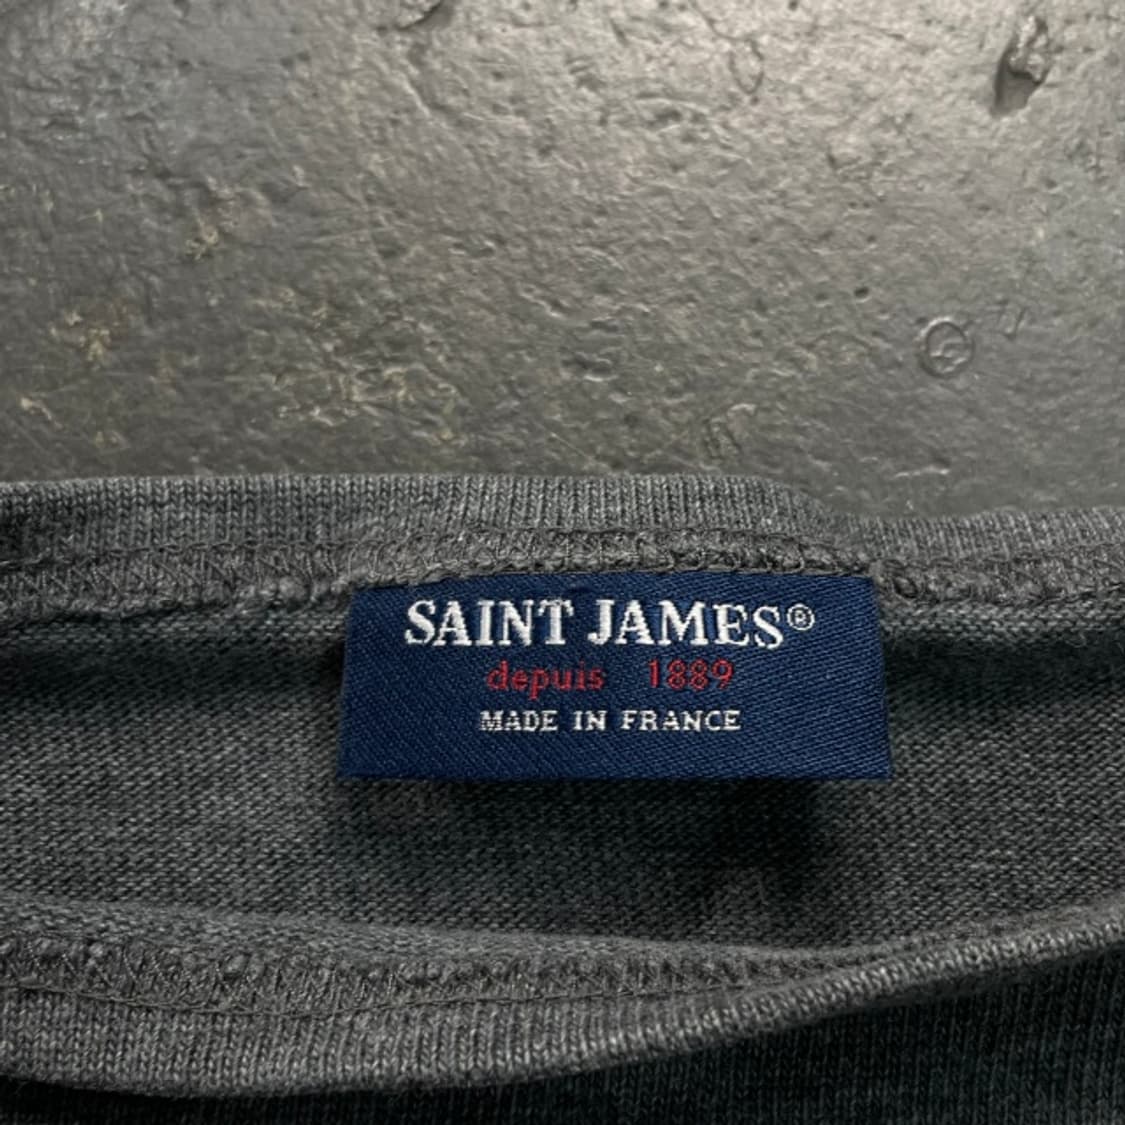 SAINT JAMES®
depuis 1889
MADE IN FRANCE